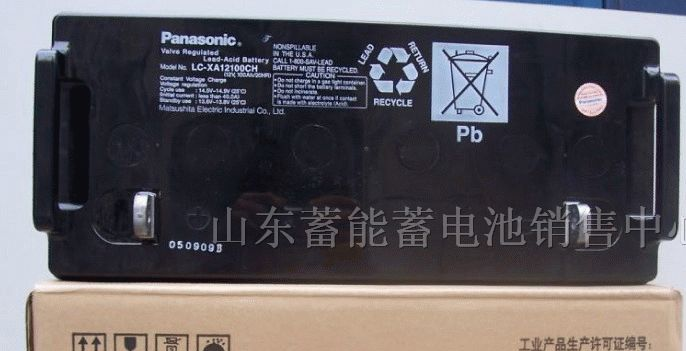 Panasonic
Valve Regulated
Lead-Acid Battery
Model No. LC-XA12100CH
(12V, 100Ah/20HR)
Constant Voltage Charge
Voltage regulation
Cycle use : 14.5V~14.9V (25°C)
Initial current : less than 40.0A
Standby use : 13.6V~13.8V (25°C)
Matsushita Electric Industrial Co., Ltd.
NONSPILLABLE
IN THE U.S.A.
CALL 1-800-SAV-LEAD
BATTERY MUST BE RECYCLED.
CAUTION
Do not charge in a gas tight container.
Do not short the battery terminals.
Do not incinerate.
Flush with water at once if contact
is made with electrolyte (Acid).
LEAD
RETURN
RECYCLE
Pb
Panasonic
050909B
山东蓄能蓄电池销售中心
工业产品生产许可证编号: